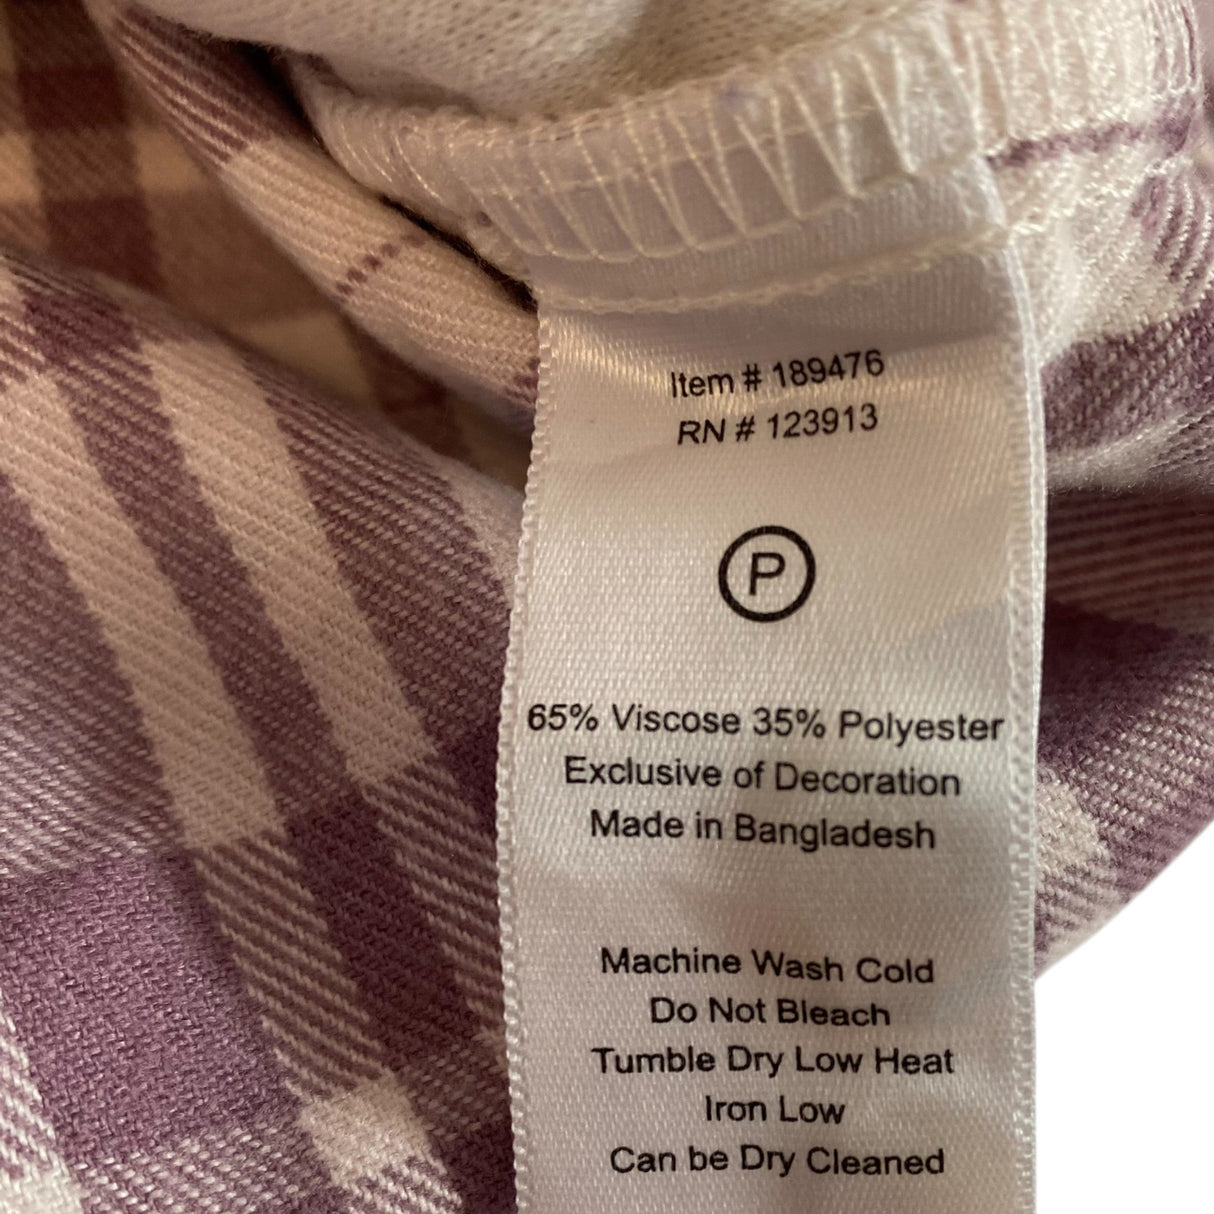 Item # 189476
RN # 123913
P
65% Viscose 35% Polyester
Exclusive of Decoration
Made in Bangladesh
Machine Wash Cold
Do Not Bleach
Tumble Dry Low Heat
Iron Low
Can be Dry Cleaned